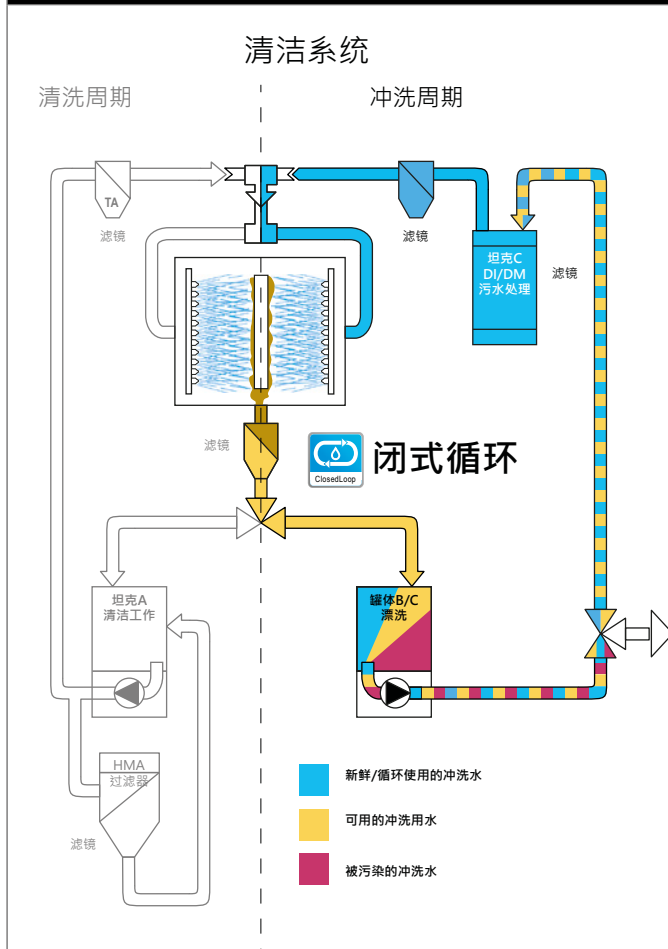 清洁系统
清洗周期
冲洗周期
TA
滤镜
滤镜
坦克C
DI/DM
污水处理
滤镜
滤镜
ClosedLoop
闭式循环
坦克A
清洁工作
罐体B/C
漂洗
HMA
过滤器
滤镜
新鲜/循环使用的冲洗水
可用的冲洗用水
被污染的冲洗水